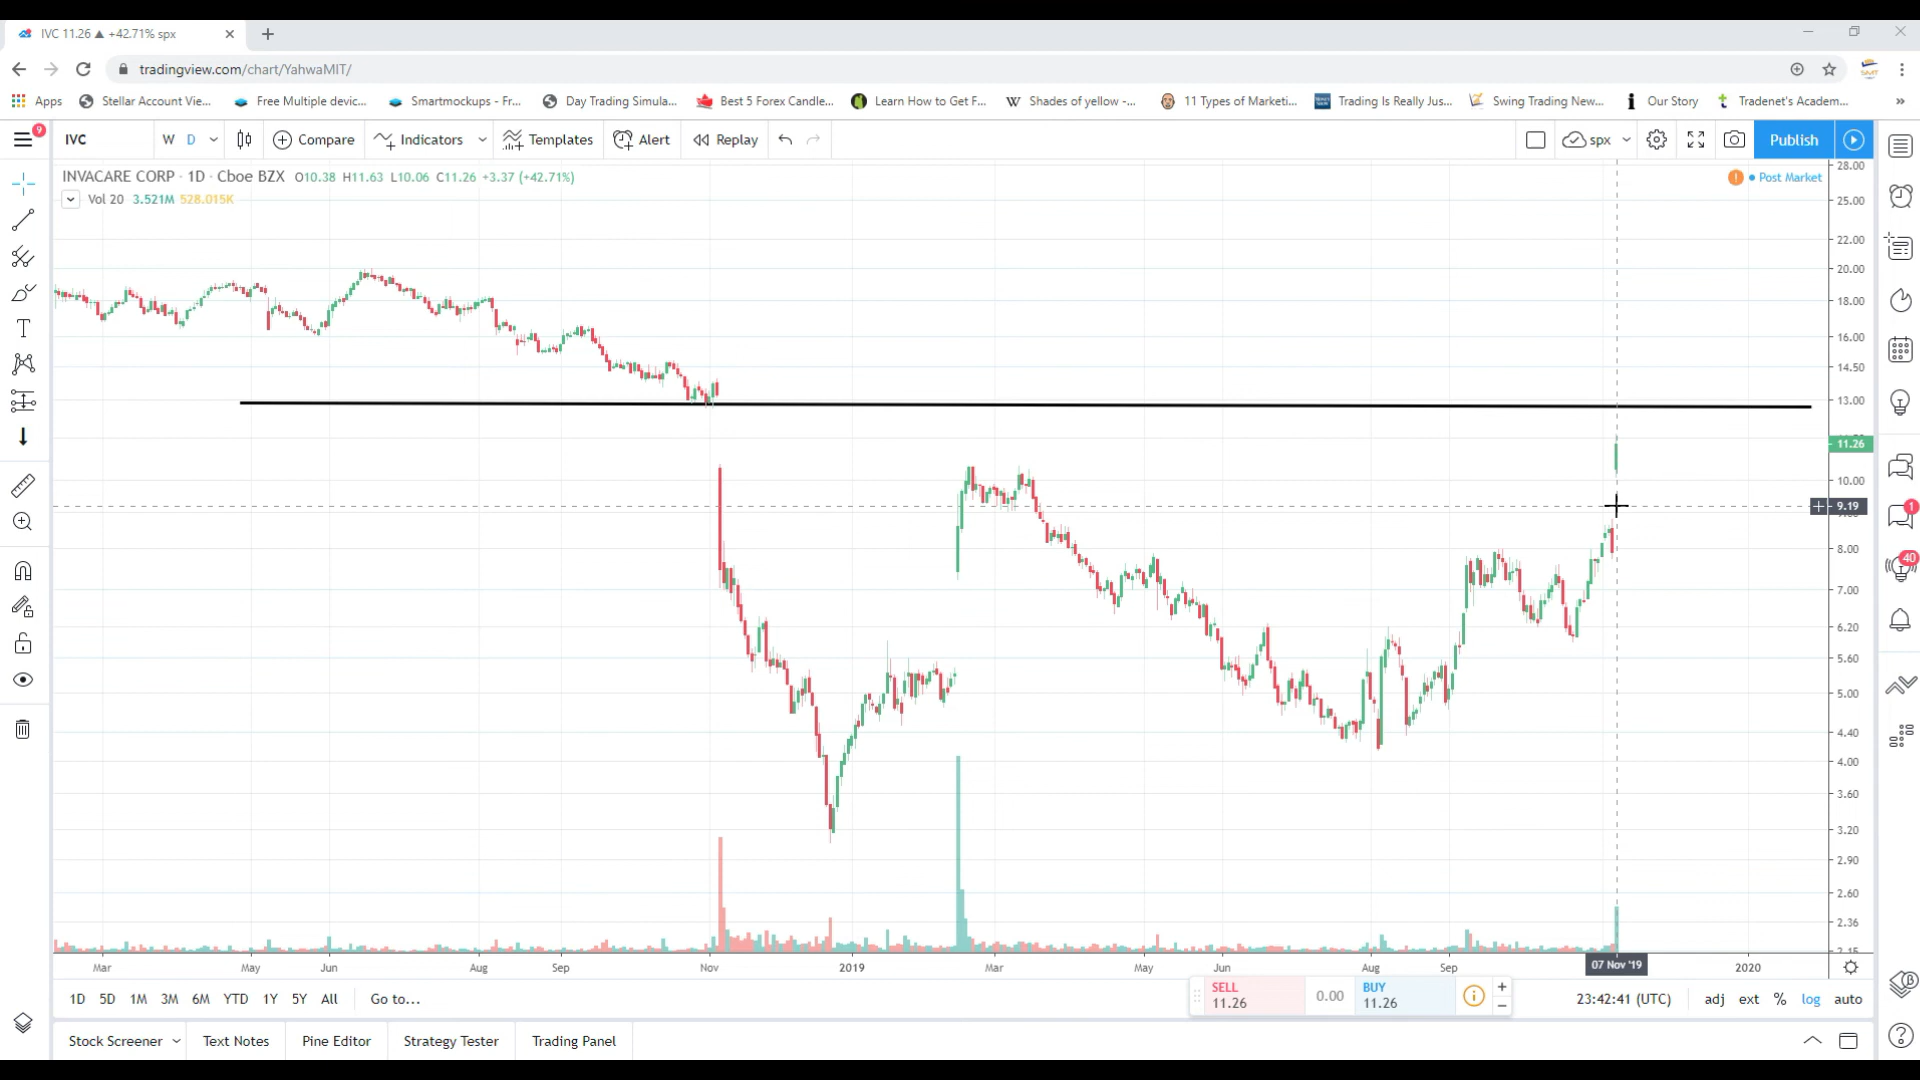 IVC 11.26 ▲ +42.71% spx
tradingview.com/chart/YahwaMIT/
Apps Stellar Account Vie... Free Multiple devic... Smartmockups - Fr... Day Trading Simula... Best 5 Forex Candle... Learn How to Get F... W Shades of yellow -... 11 Types of Marketi... Trading Is Really Jus... Swing Trading New... Our Story Tradenet's Academ... »
9 IVC W D Compare Indicators Templates Alert Replay spx Publish
INVACARE CORP · 1D · Cboe BZX O10.38 H11.63 L10.06 C11.26 +3.37 (+42.71%)
Post Market
Vol 20 3.521M 528.015K
28.00
25.00
22.00
20.00
18.00
16.00
14.50
13.00
11.26
10.00
9.19
8.00
7.00
6.20
5.60
5.00
4.40
4.00
3.60
3.20
2.90
2.60
2.36
2.15
1
40
Mar May Jun Aug Sep Nov 2019 Mar May Jun Aug Sep 07 Nov '19 2020
1D 5D 1M 3M 6M YTD 1Y 5Y All Go to...
SELL
11.26
0.00
BUY
11.26
23:42:41 (UTC) adj ext % log auto
Stock Screener Text Notes Pine Editor Strategy Tester Trading Panel